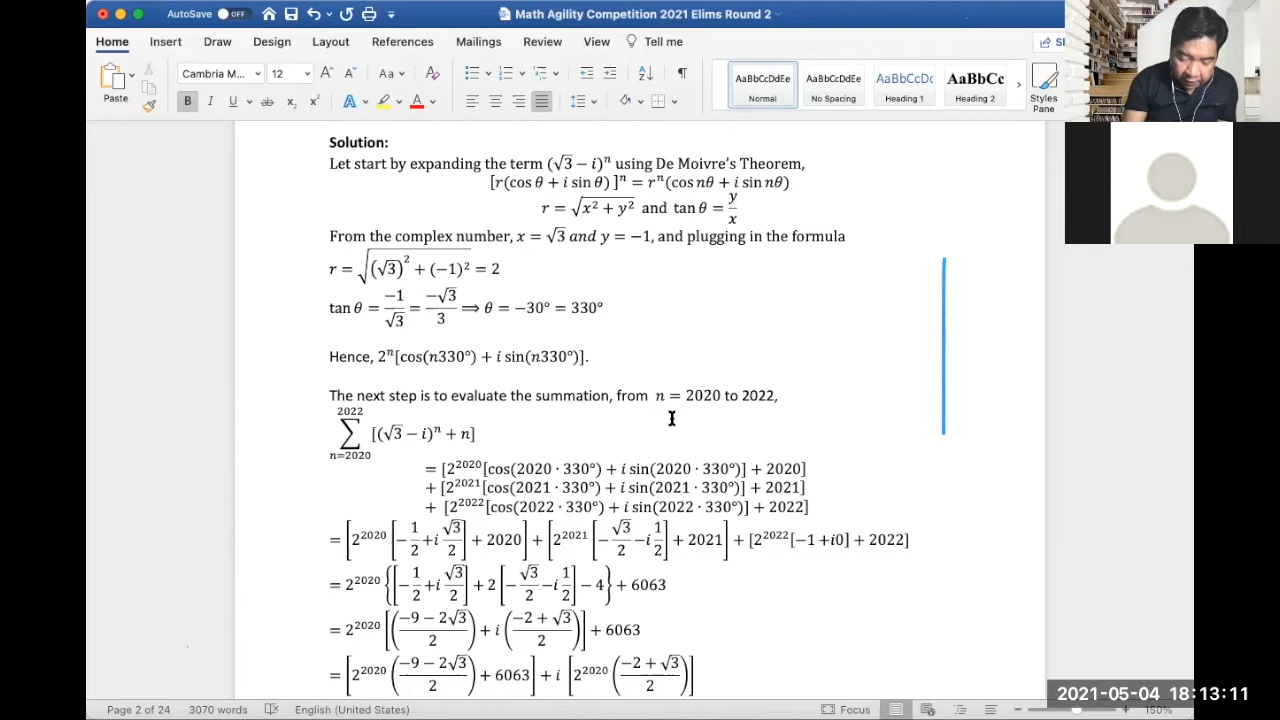 AutoSave OFF Math Agility Competition 2021 Elims Round 2
Home Insert Draw Design Layout References Mailings Review View Tell me
Paste Cambria M... 12 A^ Aˇ Aa
B I U ab x₂ x² A A
AaBbCcDdEe AaBbCcDdEe AaBbCcDc AaBbCc
Normal No Spacing Heading 1 Heading 2 Styles Pane
Solution:
Let start by expanding the term (√3 − i)ⁿ using De Moivre's Theorem,
[r(cos θ + i sin θ) ]ⁿ = rⁿ(cos nθ + i sin nθ)
r = √(x² + y²) and tan θ = y/x
From the complex number, x = √3 and y = −1, and plugging in the formula
r = √((√3)² + (−1)²) = 2
tan θ = −1/√3 = −√3/3 ⟹ θ = −30° = 330°
Hence, 2ⁿ[cos(n330°) + i sin(n330°)].
The next step is to evaluate the summation, from n = 2020 to 2022,
2022
∑ [(√3 − i)ⁿ + n]
n=2020
= [2²⁰²⁰[cos(2020 · 330°) + i sin(2020 · 330°)] + 2020]
+ [2²⁰²¹[cos(2021 · 330°) + i sin(2021 · 330°)] + 2021]
+ [2²⁰²²[cos(2022 · 330°) + i sin(2022 · 330°)] + 2022]
= [2²⁰²⁰[−1/2 +i √3/2] + 2020] + [2²⁰²¹[−√3/2 −i 1/2] + 2021] + [2²⁰²²[−1 +i0] + 2022]
= 2²⁰²⁰ {[−1/2 +i √3/2] + 2[−√3/2 −i 1/2] − 4} + 6063
= 2²⁰²⁰ [((−9 − 2√3)/2) + i((−2 + √3)/2)] + 6063
= [2²⁰²⁰((−9 − 2√3)/2) + 6063] + i [2²⁰²⁰((−2 + √3)/2)]
Page 2 of 24 3070 words English (United States) Focus 150%
2021-05-04 18:13:11